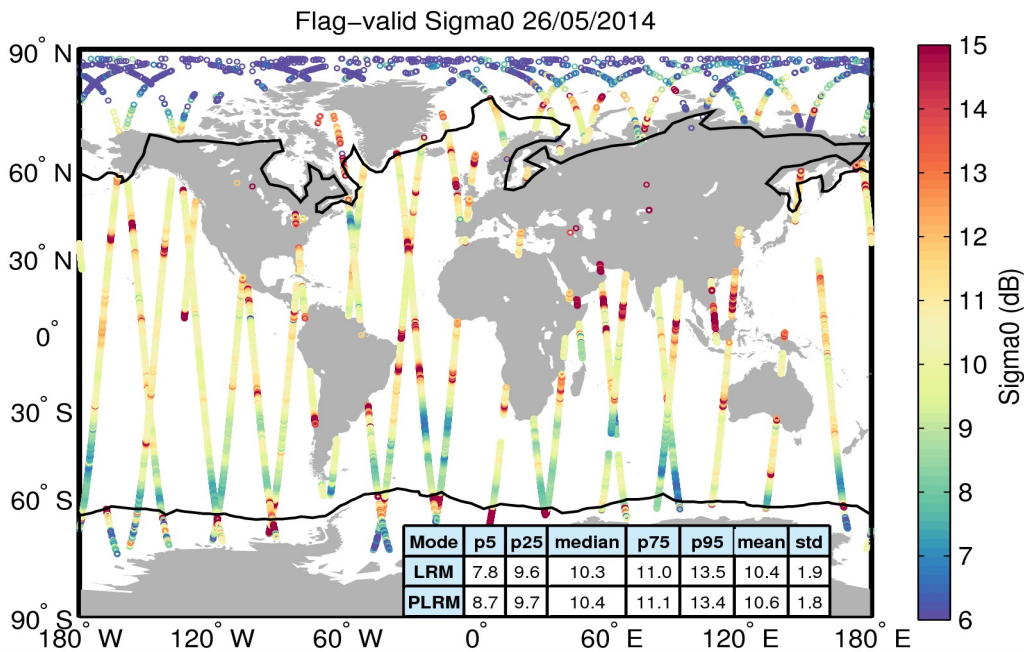 Flag−valid Sigma0 26/05/2014
90° N
60° N
30° N
0°
30° S
60° S
90° S
180° W
120° W
60° W
0°
60° E
120° E
180° E
15
14
13
12
11
10
9
8
7
6
Sigma0 (dB)
Mode p5 p25 median p75 p95 mean std
LRM 7.8 9.6 10.3 11.0 13.5 10.4 1.9
PLRM 8.7 9.7 10.4 11.1 13.4 10.6 1.8